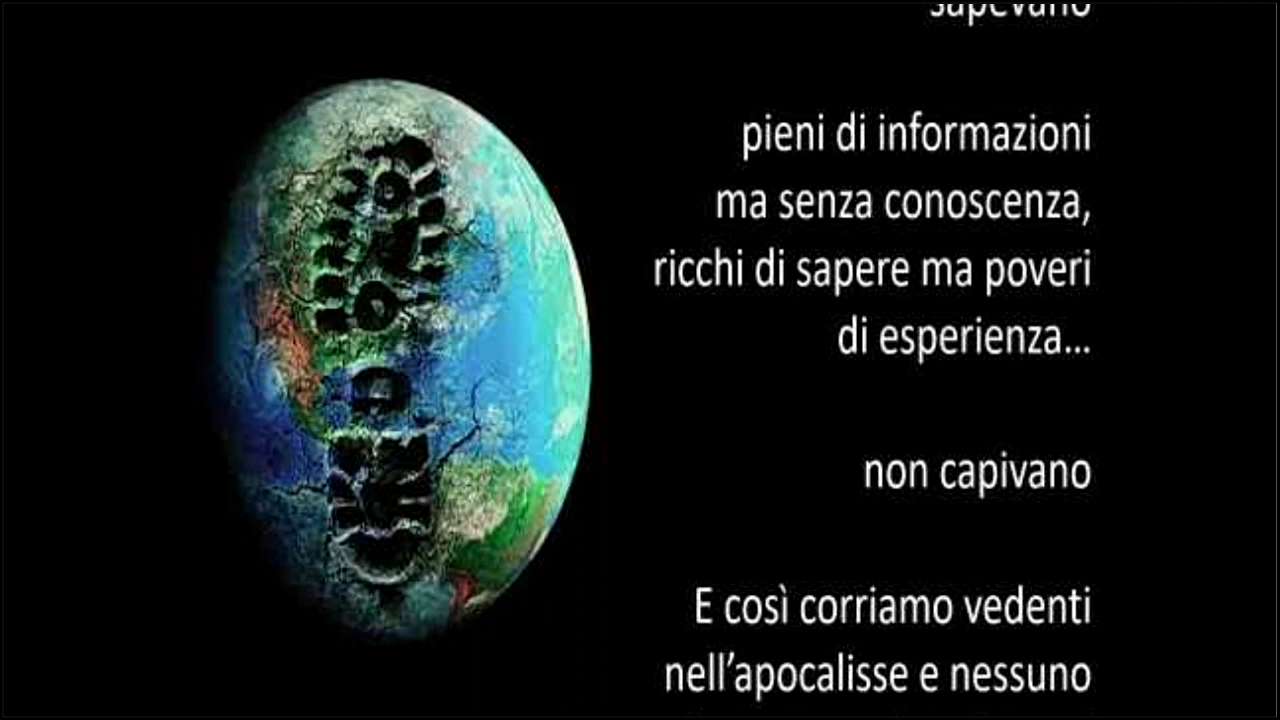 sapevano
pieni di informazioni
ma senza conoscenza,
ricchi di sapere ma poveri
di esperienza...
non capivano
E così corriamo vedenti
nell’apocalisse e nessuno